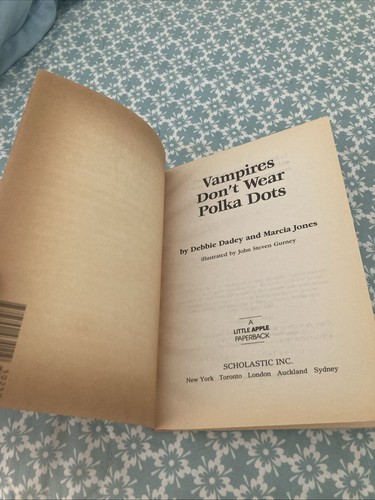 Vampires
Don't Wear
Polka Dots
by Debbie Dadey and Marcia Jones
illustrated by John Steven Gurney
A
LITTLE APPLE
PAPERBACK
SCHOLASTIC INC.
New York Toronto London Auckland Sydney